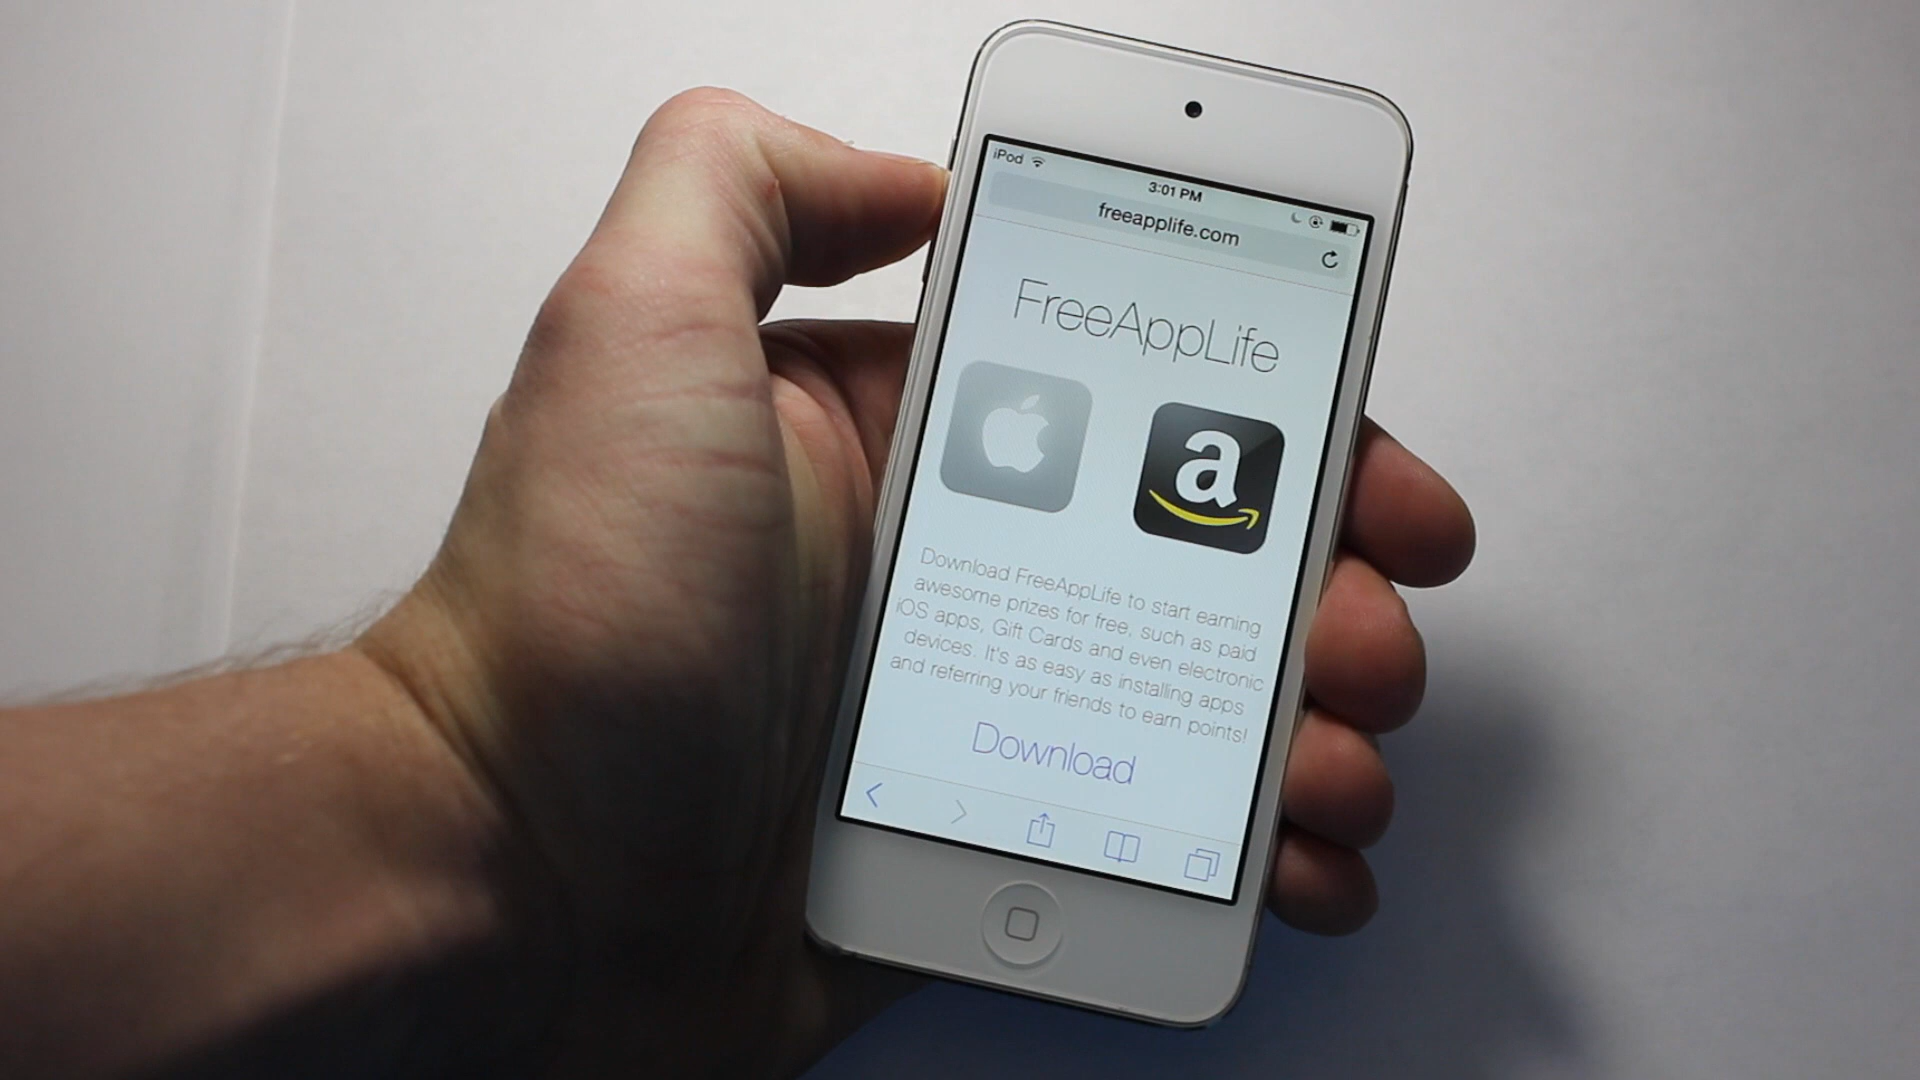 iPod
3:01 PM
freeapplife.com
FreeAppLife
a
Download FreeAppLife to start earning
awesome prizes for free, such as paid
iOS apps, Gift Cards and even electronic
devices. It's as easy as installing apps
and referring your friends to earn points!
Download